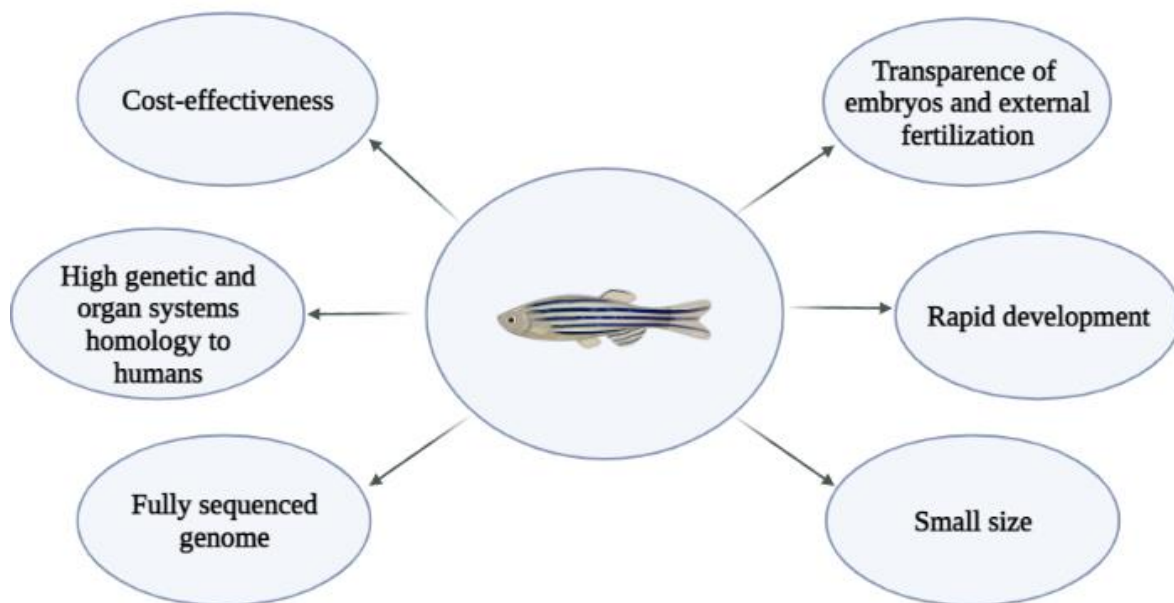 Cost-effectiveness
Transparence of
embryos and external
fertilization
High genetic and
organ systems
homology to
humans
Rapid development
Fully sequenced
genome
Small size